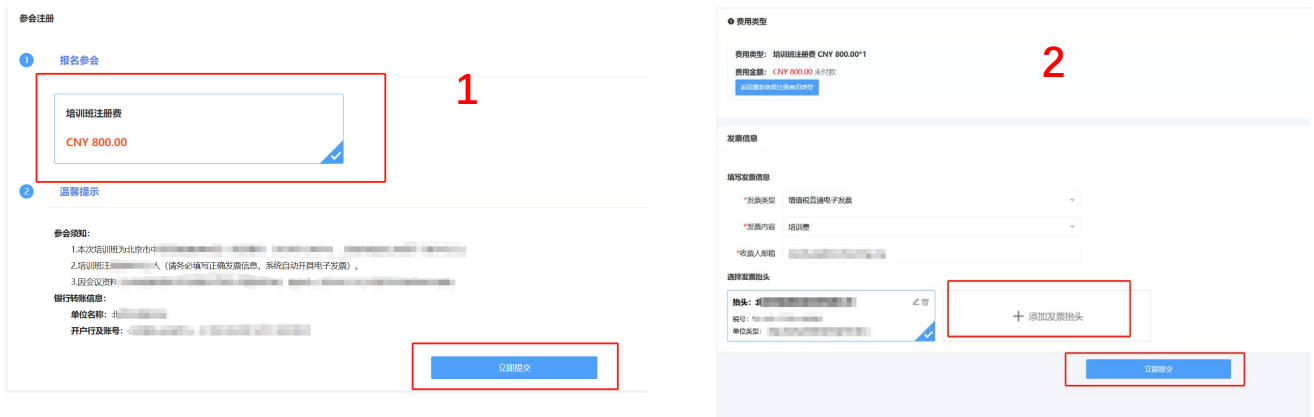 参会注册
1 报名参会
1
培训班注册费
CNY 800.00
2 温馨提示
参会须知:
1.本次培训班为北京市中
2.培训班注 人（请务必填写正确发票信息，系统自动开具电子发票）。
3.因会议资料
银行转账信息:
单位名称:
开户行及账号:
立即提交
费用类型
2
费用类型: 培训班注册费 CNY 800.00*1
费用金额: CNY 800.00 未付款
返回重新选择注册费用类型
发票信息
填写发票信息
*发票类型 增值税普通电子发票
*发票内容 培训费
*收票人邮箱
选择发票抬头
抬头:
税号:
单位类型:
+ 添加发票抬头
立即提交